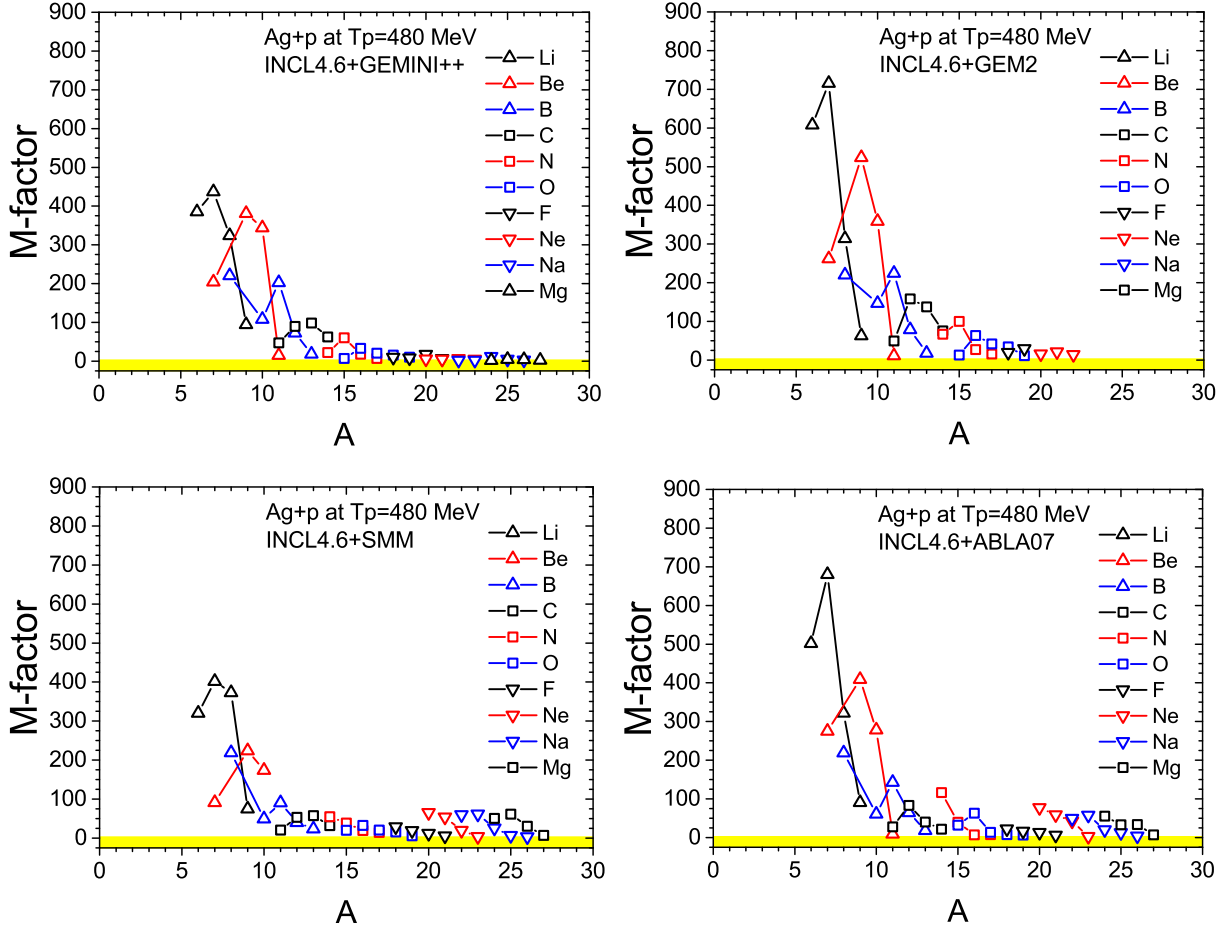 Ag+p at Tp=480 MeV
INCL4.6+GEMINI++
Li
Be
B
C
N
O
F
Ne
Na
Mg
M-factor
900
800
700
600
500
400
300
200
100
0
0 5 10 15 20 25 30
A
Ag+p at Tp=480 MeV
INCL4.6+GEM2
Li
Be
B
C
N
O
F
Ne
Na
Mg
M-factor
900
800
700
600
500
400
300
200
100
0
0 5 10 15 20 25 30
A
Ag+p at Tp=480 MeV
INCL4.6+SMM
Li
Be
B
C
N
O
F
Ne
Na
Mg
M-factor
900
800
700
600
500
400
300
200
100
0
0 5 10 15 20 25 30
A
Ag+p at Tp=480 MeV
INCL4.6+ABLA07
Li
Be
B
C
N
O
F
Ne
Na
Mg
M-factor
900
800
700
600
500
400
300
200
100
0
0 5 10 15 20 25 30
A